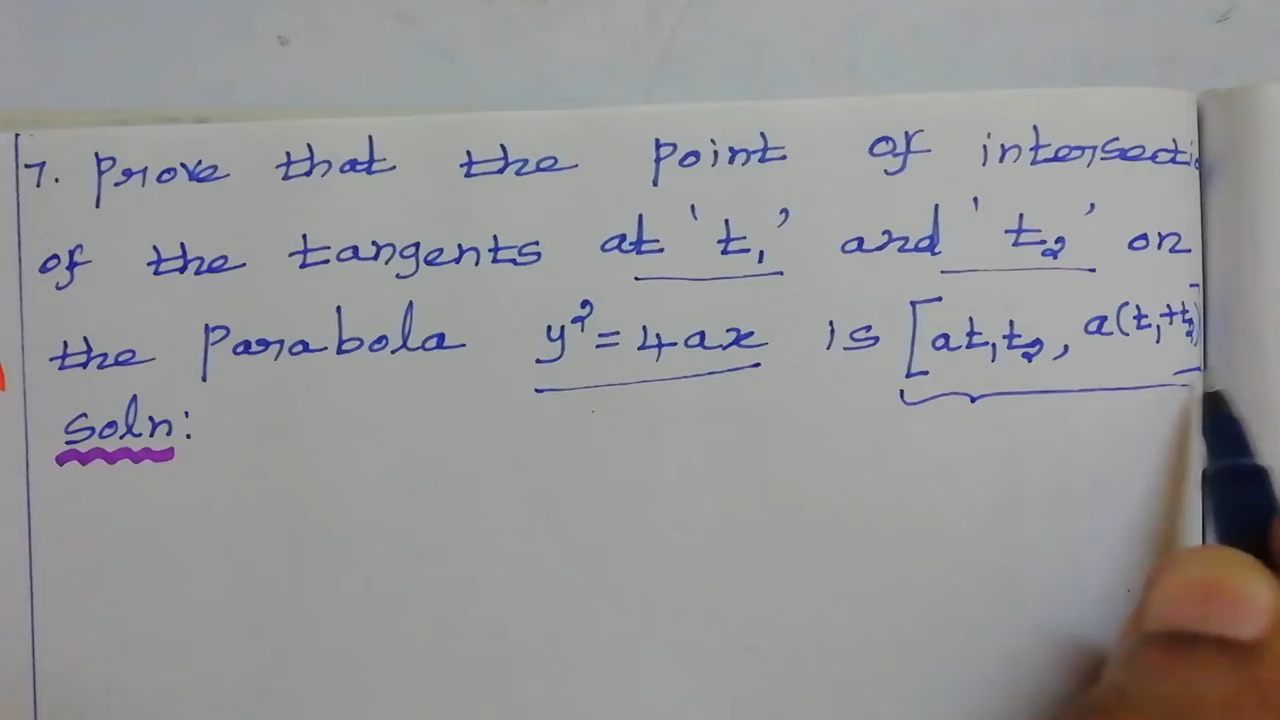 7. Prove that the point of intersecti
of the tangents at 't₁' and 't₂' on
the Parabola y² = 4ax is [at₁t₂, a(t₁+t₂)]
Soln: